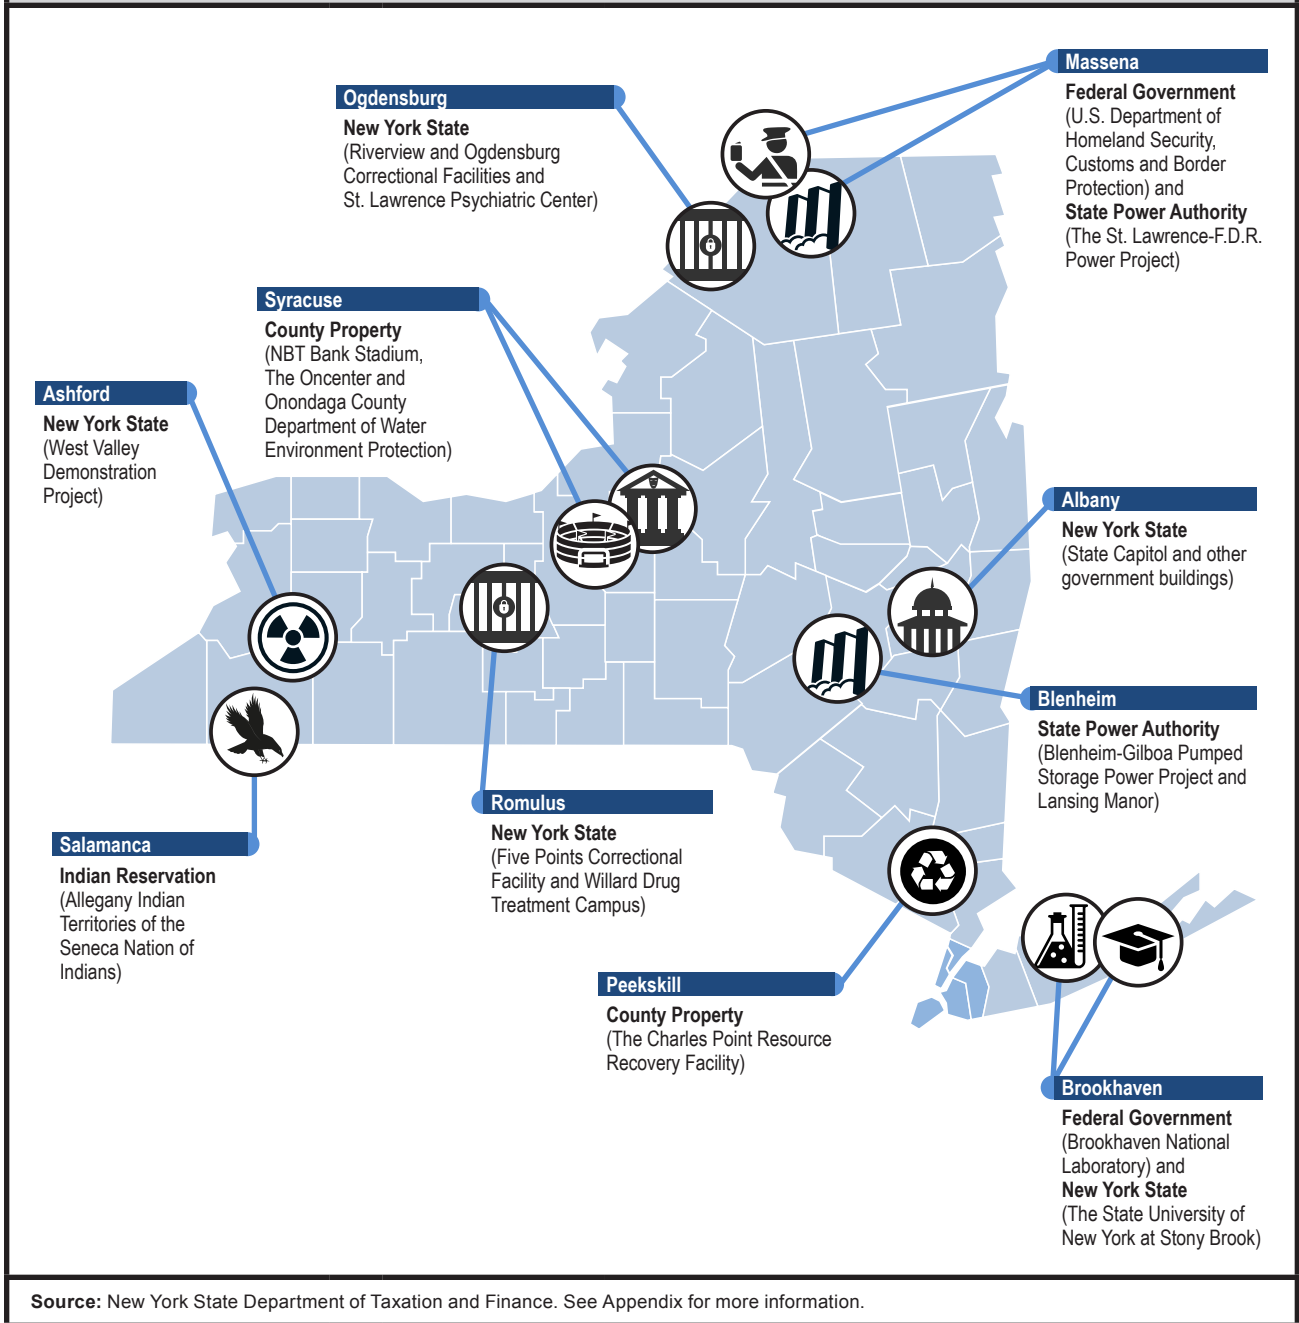 Massena
Federal Government
(U.S. Department of
Homeland Security,
Customs and Border
Protection) and
State Power Authority
(The St. Lawrence-F.D.R.
Power Project)
Ogdensburg
New York State
(Riverview and Ogdensburg
Correctional Facilities and
St. Lawrence Psychiatric Center)
Syracuse
County Property
(NBT Bank Stadium,
The Oncenter and
Onondaga County
Department of Water
Environment Protection)
Ashford
New York State
(West Valley
Demonstration
Project)
Albany
New York State
(State Capitol and other
government buildings)
Blenheim
State Power Authority
(Blenheim-Gilboa Pumped
Storage Power Project and
Lansing Manor)
Romulus
New York State
(Five Points Correctional
Facility and Willard Drug
Treatment Campus)
Salamanca
Indian Reservation
(Allegany Indian
Territories of the
Seneca Nation of
Indians)
Peekskill
County Property
(The Charles Point Resource
Recovery Facility)
Brookhaven
Federal Government
(Brookhaven National
Laboratory) and
New York State
(The State University of
New York at Stony Brook)
Source: New York State Department of Taxation and Finance. See Appendix for more information.